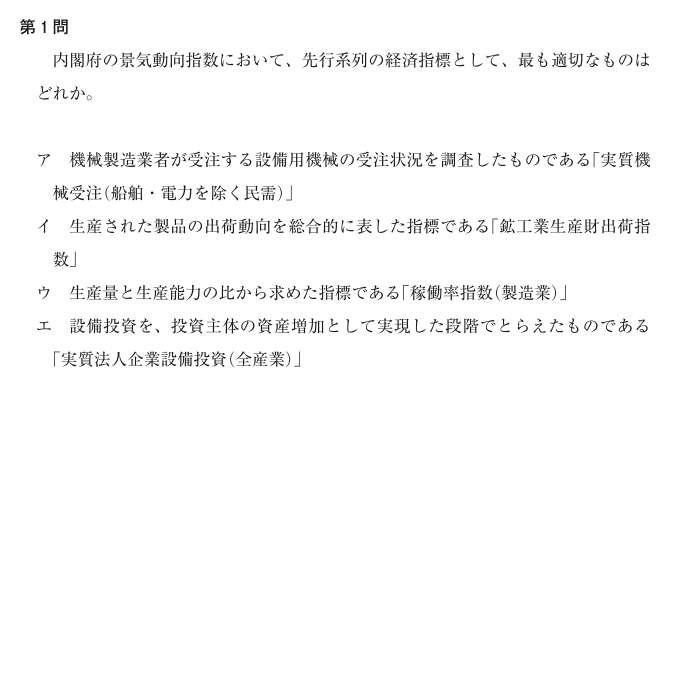 第1問
内閣府の景気動向指数において、先行系列の経済指標として、最も適切なものは
どれか。
ア　機械製造業者が受注する設備用機械の受注状況を調査したものである「実質機
械受注（船舶・電力を除く民需）」
イ　生産された製品の出荷動向を総合的に表した指標である「鉱工業生産財出荷指
数」
ウ　生産量と生産能力の比から求めた指標である「稼働率指数（製造業）」
エ　設備投資を、投資主体の資産増加として実現した段階でとらえたものである
「実質法人企業設備投資（全産業）」